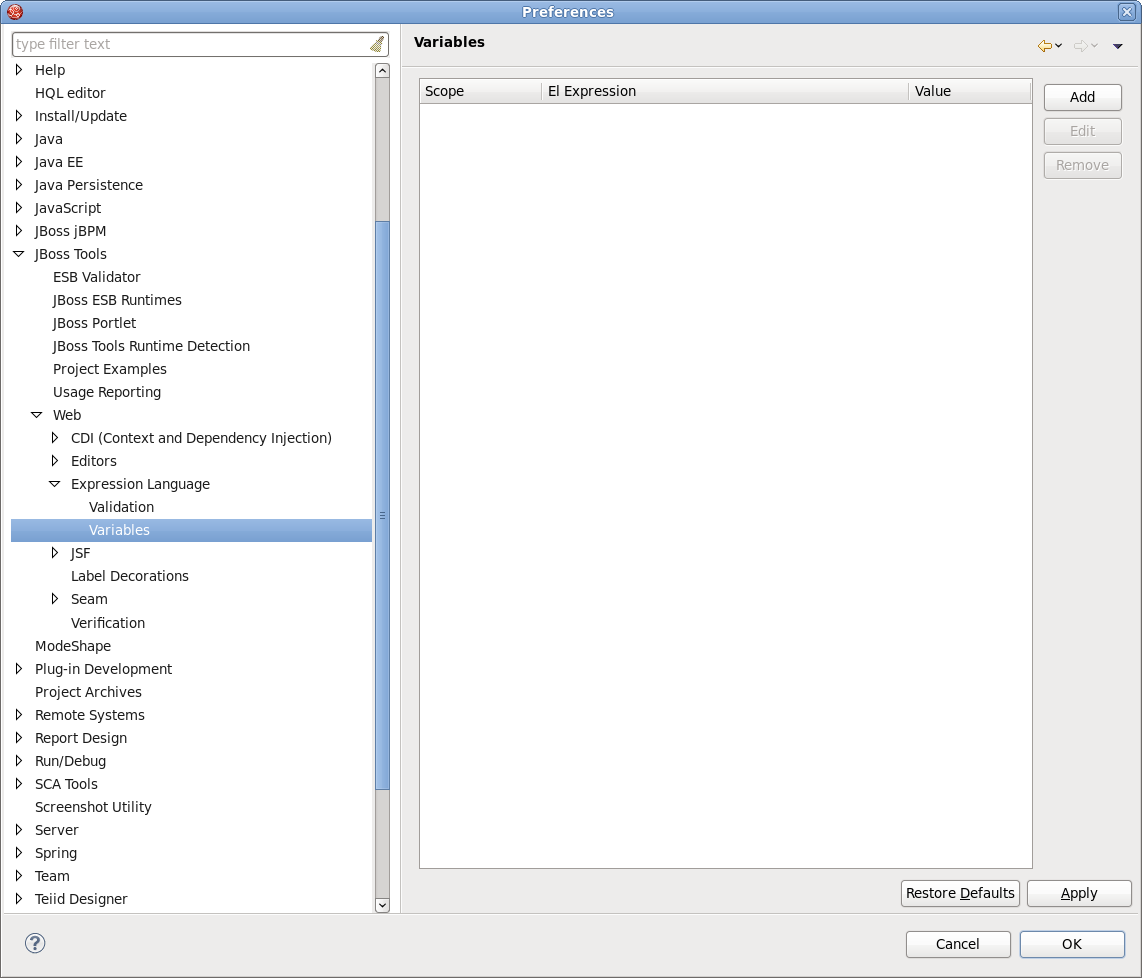 Preferences
type filter text
Help
HQL editor
Install/Update
Java
Java EE
Java Persistence
JavaScript
JBoss jBPM
JBoss Tools
ESB Validator
JBoss ESB Runtimes
JBoss Portlet
JBoss Tools Runtime Detection
Project Examples
Usage Reporting
Web
CDI (Context and Dependency Injection)
Editors
Expression Language
Validation
Variables
JSF
Label Decorations
Seam
Verification
ModeShape
Plug-in Development
Project Archives
Remote Systems
Report Design
Run/Debug
SCA Tools
Screenshot Utility
Server
Spring
Team
Teiid Designer
Variables
Scope El Expression Value
Add
Edit
Remove
Restore Defaults Apply
? Cancel OK